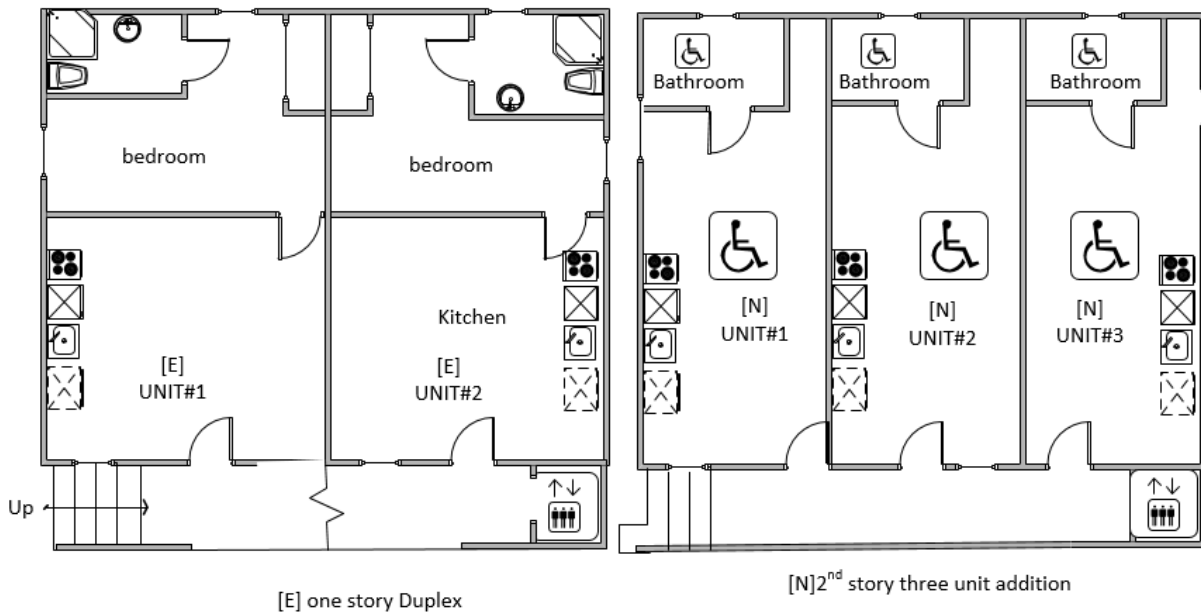 bedroom
bedroom
Kitchen
[E]
UNIT#1
[E]
UNIT#2
Up
[E] one story Duplex
Bathroom
Bathroom
Bathroom
[N]
UNIT#1
[N]
UNIT#2
[N]
UNIT#3
[N]2nd story three unit addition